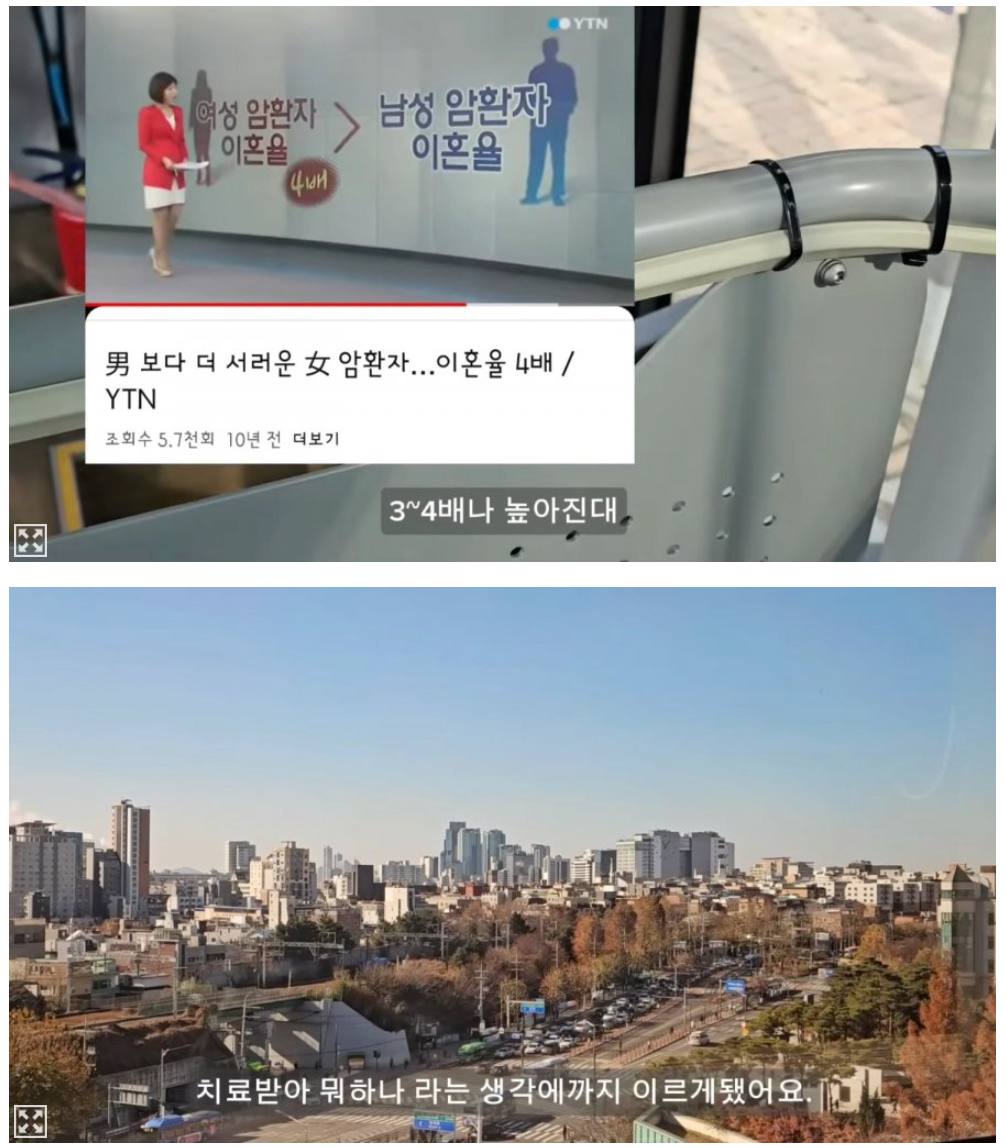 YTN
여성 암환자
이혼율
4배
>
남성 암환자
이혼율
男 보다 더 서러운 女 암환자...이혼율 4배 /
YTN
조회수 5.7천회 10년 전 더보기
3~4배나 높아진대
치료받아 뭐하나 라는 생각에까지 이르게됐어요.